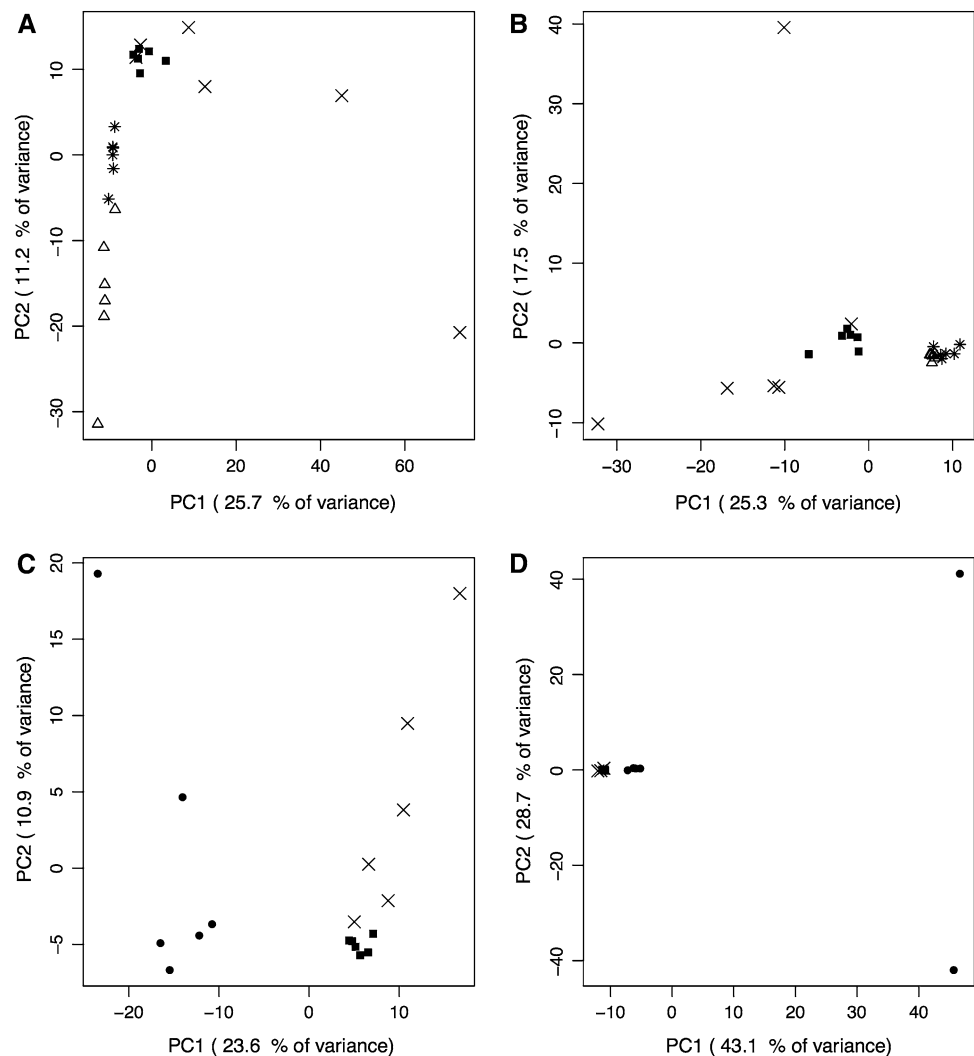 A
10
0
−10
−20
−30
PC2 ( 11.2 % of variance)
0 20 40 60
PC1 ( 25.7 % of variance)
B
40
30
20
10
0
−10
PC2 ( 17.5 % of variance)
−30 −20 −10 0 10
PC1 ( 25.3 % of variance)
C
20
15
10
5
0
−5
PC2 ( 10.9 % of variance)
−20 −10 0 10
PC1 ( 23.6 % of variance)
D
40
20
0
−20
−40
PC2 ( 28.7 % of variance)
−10 0 10 20 30 40
PC1 ( 43.1 % of variance)